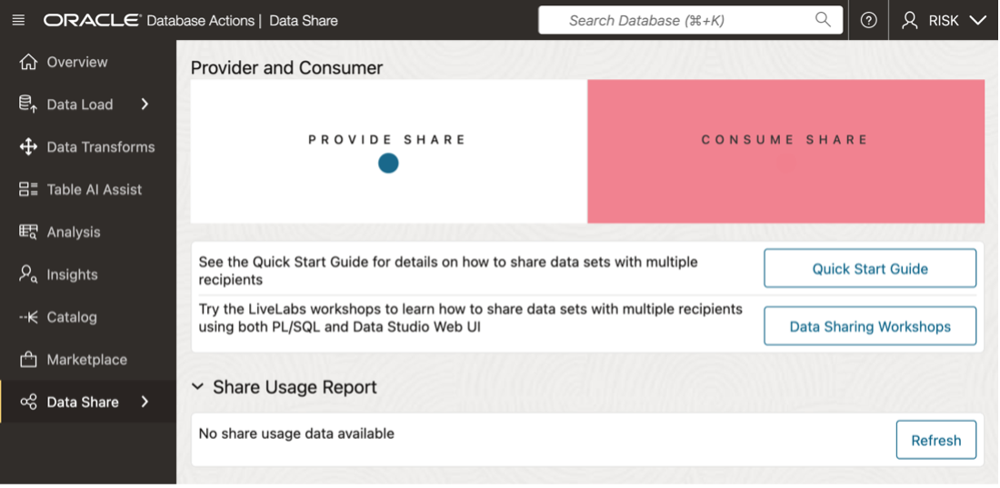 ORACLE Database Actions | Data Share
Search Database (⌘+K)
RISK
Overview
Data Load
Data Transforms
Table AI Assist
Analysis
Insights
Catalog
Marketplace
Data Share
Provider and Consumer
PROVIDE SHARE
CONSUME SHARE
See the Quick Start Guide for details on how to share data sets with multiple
recipients
Quick Start Guide
Try the LiveLabs workshops to learn how to share data sets with multiple recipients
using both PL/SQL and Data Studio Web UI
Data Sharing Workshops
Share Usage Report
No share usage data available
Refresh